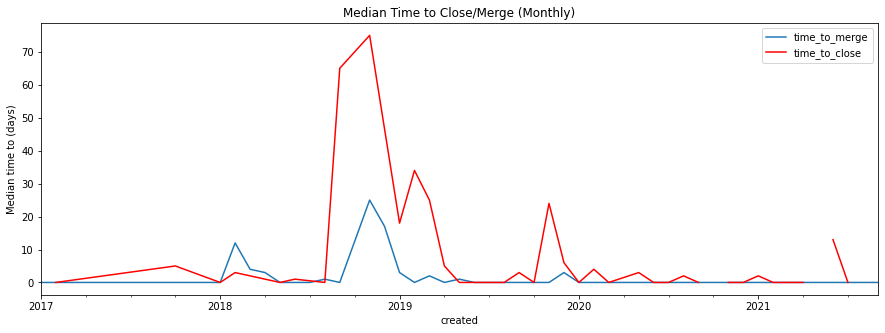 Median Time to Close/Merge (Monthly)
time_to_merge
time_to_close
Median time to (days)
70
60
50
40
30
20
10
0
2017
2018
2019
2020
2021
created